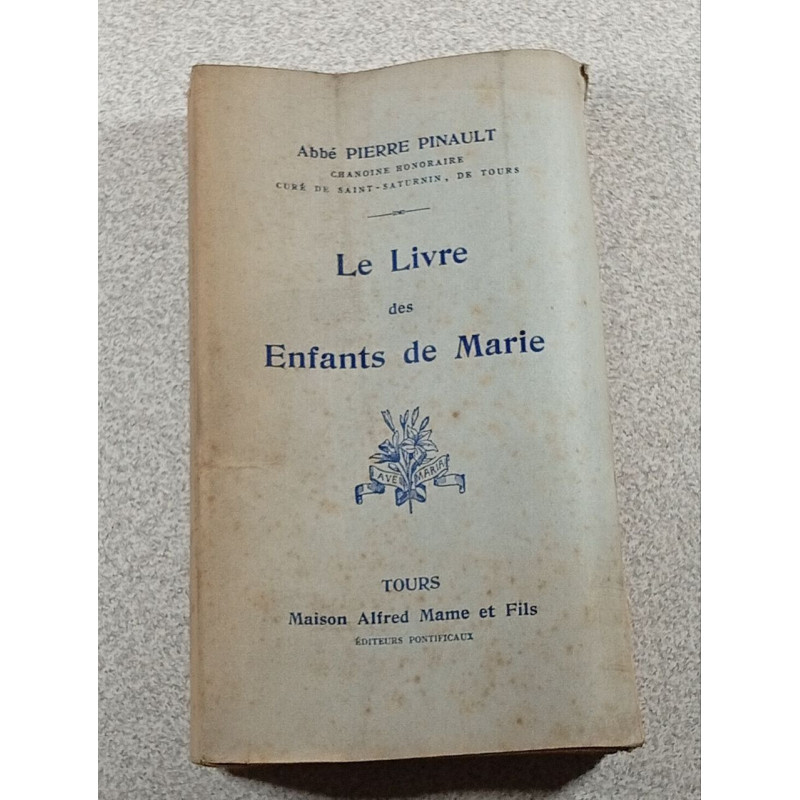 Abbé PIERRE PINAULT
CHANOINE HONORAIRE
CURÉ DE SAINT-SATURNIN, DE TOURS
Le Livre
des
Enfants de Marie
AVE MARIA
TOURS
Maison Alfred Mame et Fils
ÉDITEURS PONTIFICAUX